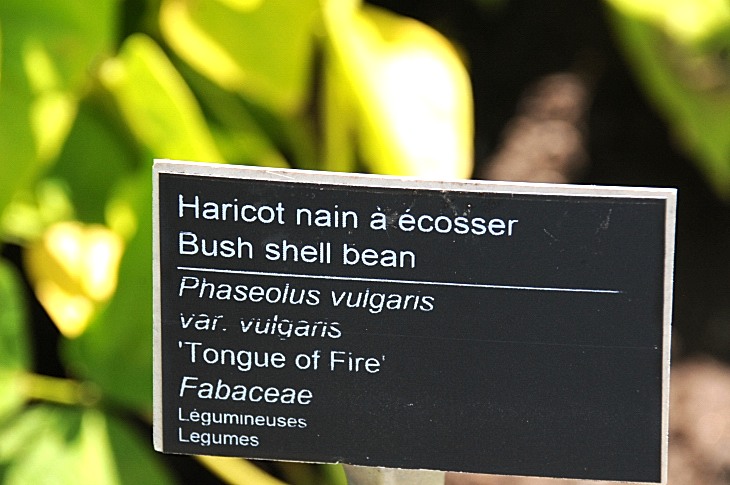 Haricot nain à écosser
Bush shell bean
Phaseolus vulgaris
var. vulgaris
'Tongue of Fire'
Fabaceae
Légumineuses
Legumes